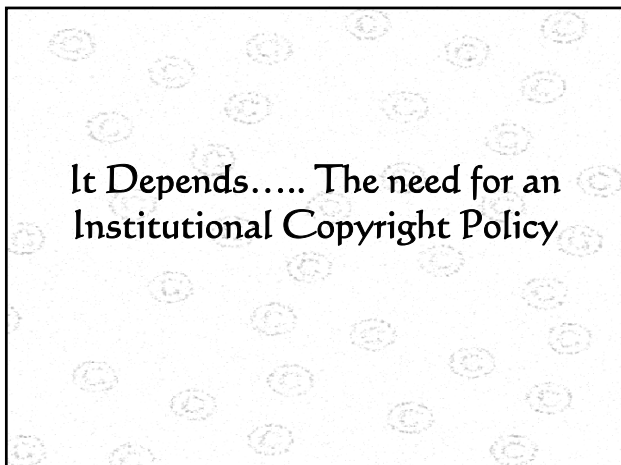 It Depends….. The need for an
Institutional Copyright Policy